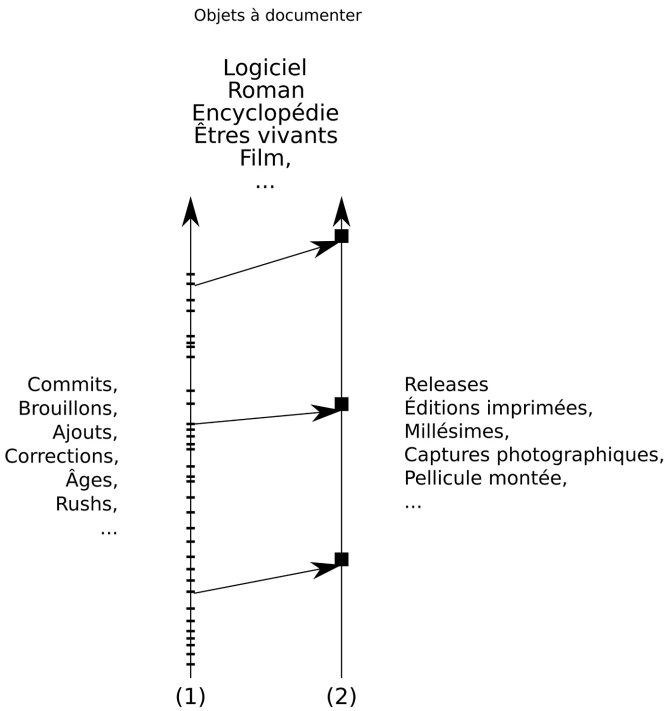 Objets à documenter
Logiciel
Roman
Encyclopédie
Êtres vivants
Film,
...
Commits,
Brouillons,
Ajouts,
Corrections,
Âges,
Rushs,
...
Releases
Éditions imprimées,
Millésimes,
Captures photographiques,
Pellicule montée,
...
(1)
(2)